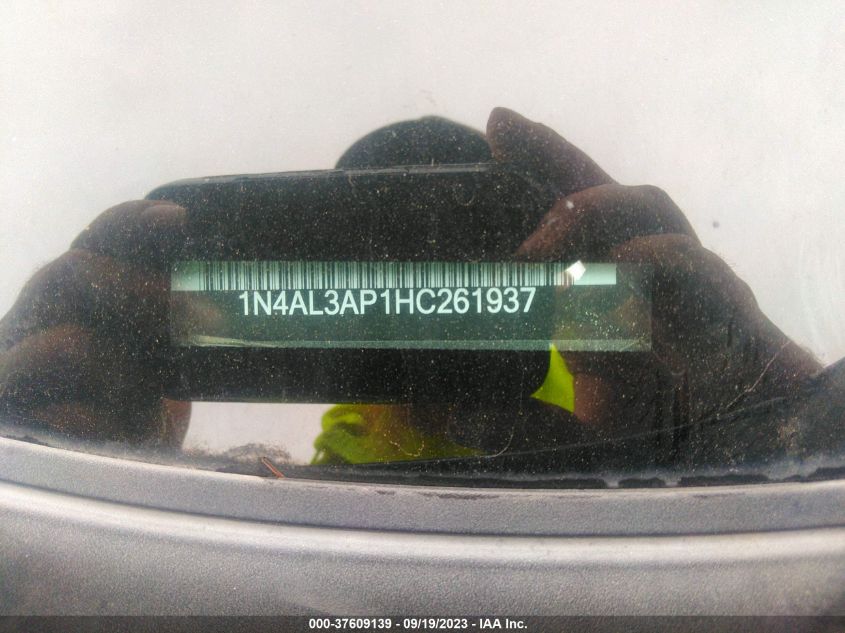 1N4AL3AP1HC261937
000-37609139 - 09/19/2023 - IAA Inc.